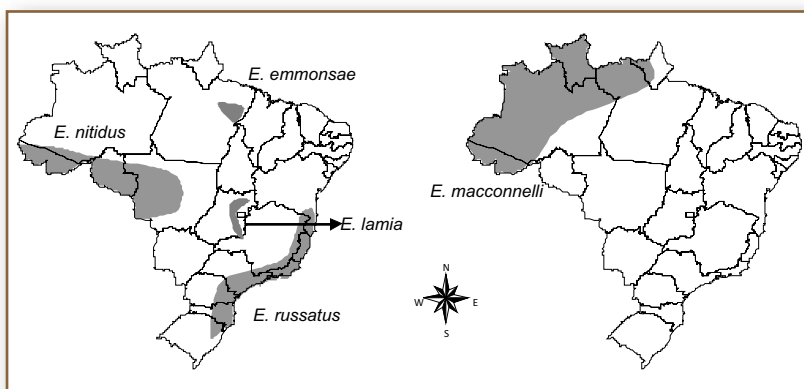 E. emmonsae
E. nitidus
E. macconnelli
E. lamia
E. russatus
N
W E
S